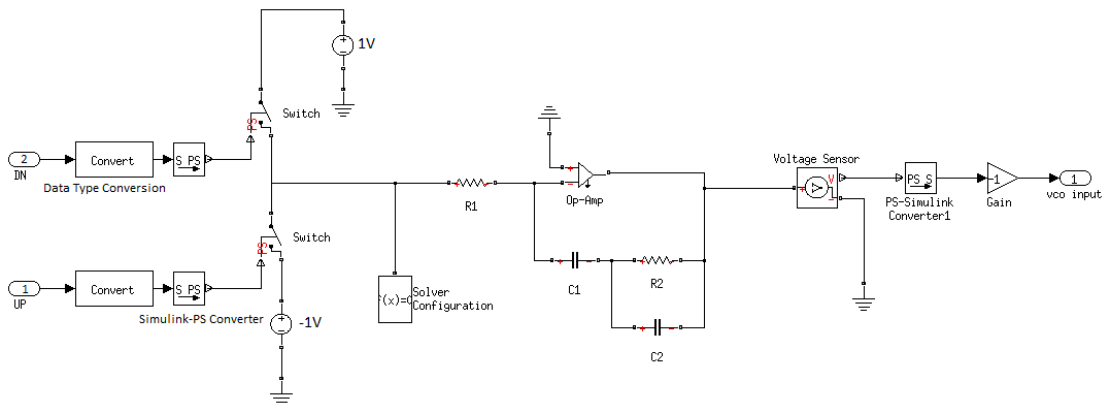 1V
Switch
PS
2
DN
Convert
S PS
Data Type Conversion
R1
+
-
Op-Amp
Voltage Sensor
V
PS S
PS-Simulink
Converter1
-1
Gain
1
vco input
PS
Switch
1
UP
Convert
S PS
Simulink-PS Converter
-1V
f(x)=0
Solver
Configuration
C1
R2
C2